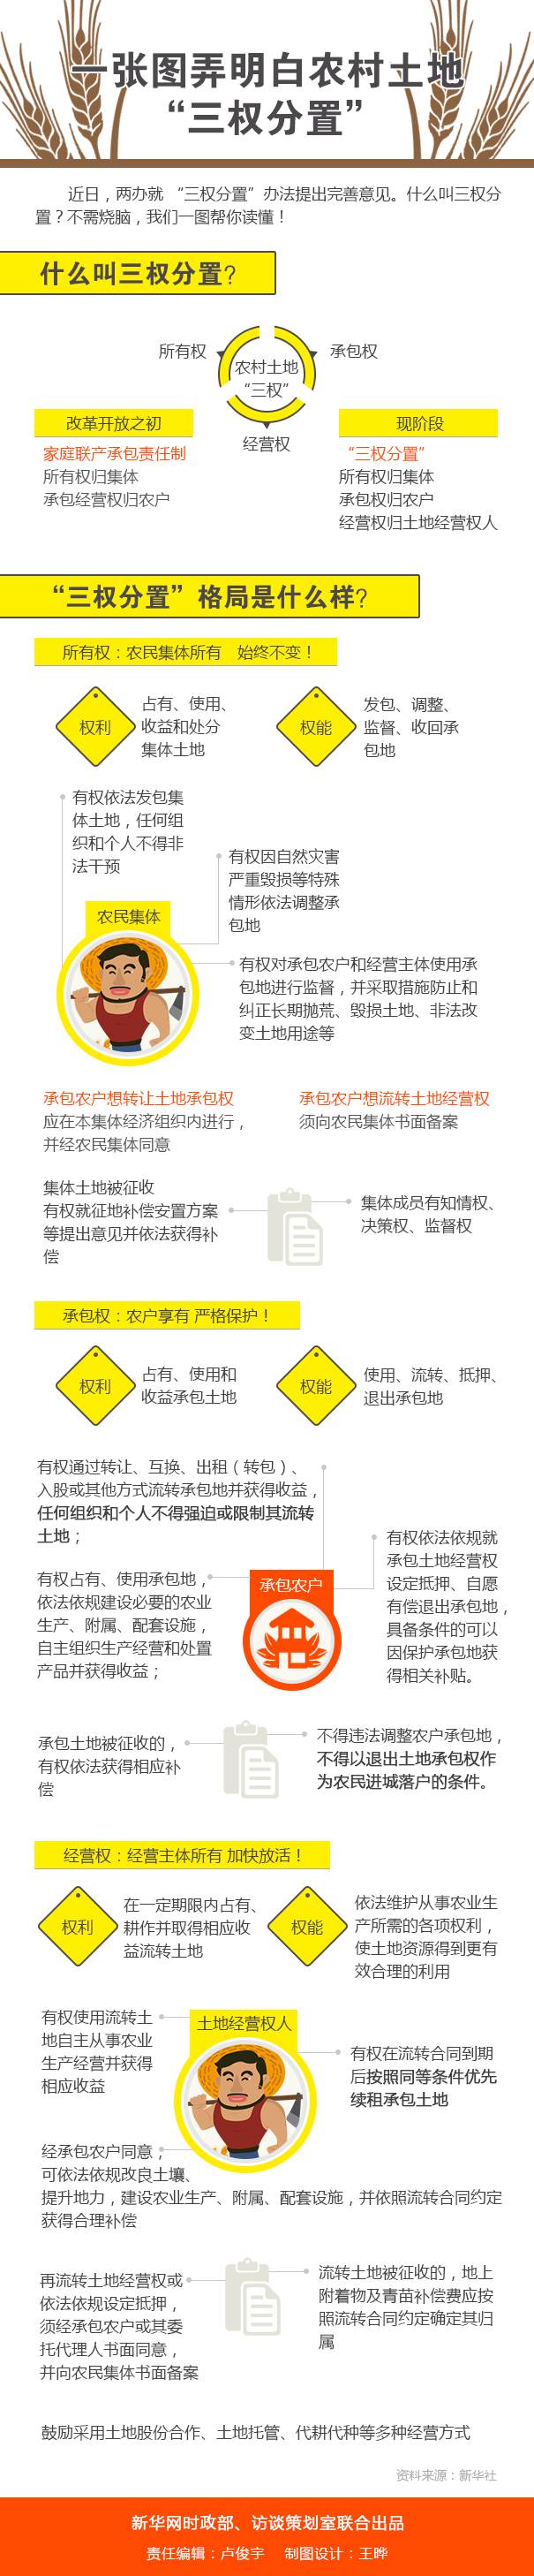 一张图弄明白农村土地
“三权分置”
近日，两办就 “三权分置” 办法提出完善意见。什么叫三权分
置？不需烧脑，我们一图帮你读懂！
什么叫三权分置?
所有权
承包权
农村土地
“三权”
经营权
改革开放之初
家庭联产承包责任制
所有权归集体
承包经营权归农户
现阶段
“三权分置”
所有权归集体
承包权归农户
经营权归土地经营权人
“三权分置” 格局是什么样?
所有权：农民集体所有 始终不变！
权利
占有、使用、
收益和处分
集体土地
权能
发包、调整、
监督、收回承
包地
有权依法发包集
体土地，任何组
织和个人不得非
法干预
有权因自然灾害
严重毁损等特殊
情形依法调整承
包地
农民集体
有权对承包农户和经营主体使用承
包地进行监督，并采取措施防止和
纠正长期抛荒、毁损土地、非法改
变土地用途等
承包农户想转让土地承包权
应在本集体经济组织内进行，
并经农民集体同意
承包农户想流转土地经营权
须向农民集体书面备案
集体土地被征收
有权就征地补偿安置方案
等提出意见并依法获得补
偿
集体成员有知情权、
决策权、监督权
承包权：农户享有 严格保护！
权利
占有、使用和
收益承包土地
权能
使用、流转、抵押、
退出承包地
有权通过转让、互换、出租（转包）、
入股或其他方式流转承包地并获得收益，
任何组织和个人不得强迫或限制其流转
土地；
有权占有、使用承包地，
依法依规建设必要的农业
生产、附属、配套设施，
自主组织生产经营和处置
产品并获得收益；
承包农户
有权依法依规就
承包土地经营权
设定抵押、自愿
有偿退出承包地，
具备条件的可以
因保护承包地获
得相关补贴。
承包土地被征收的，
有权依法获得相应补
偿
不得违法调整农户承包地，
不得以退出土地承包权作
为农民进城落户的条件。
经营权：经营主体所有 加快放活！
权利
在一定期限内占有、
耕作并取得相应收
益流转土地
权能
依法维护从事农业生
产所需的各项权利，
使土地资源得到更有
效合理的利用
有权使用流转土
地自主从事农业
生产经营并获得
相应收益
土地经营权人
有权在流转合同到期
后按照同等条件优先
续租承包土地
经承包农户同意，
可依法依规改良土壤、
提升地力，建设农业生产、附属、配套设施，并依照流转合同约定
获得合理补偿
再流转土地经营权或
依法依规设定抵押，
须经承包农户或其委
托代理人书面同意，
并向农民集体书面备案
流转土地被征收的，地上
附着物及青苗补偿费应按
照流转合同约定确定其归
属
鼓励采用土地股份合作、土地托管、代耕代种等多种经营方式
资料来源：新华社
新华网时政部、访谈策划室联合出品
责任编辑：卢俊宇 制图设计：王晔